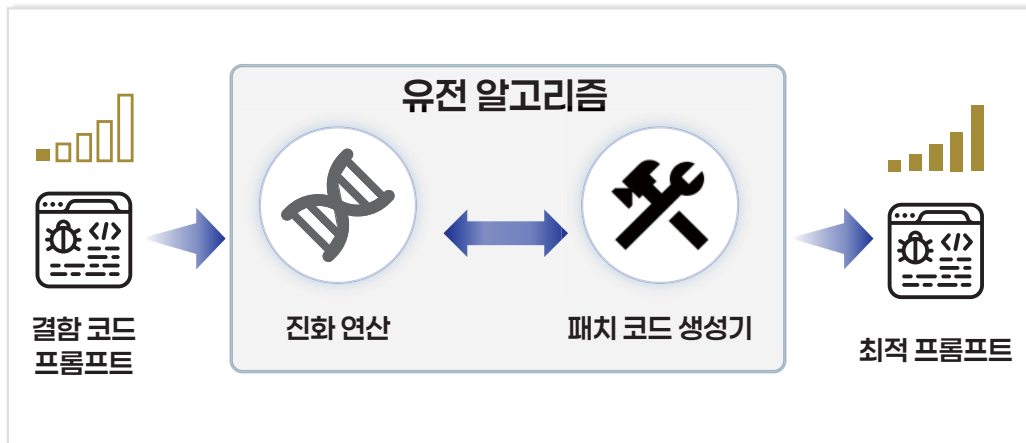 유전 알고리즘
결함 코드
프롬프트
진화 연산
패치 코드 생성기
최적 프롬프트